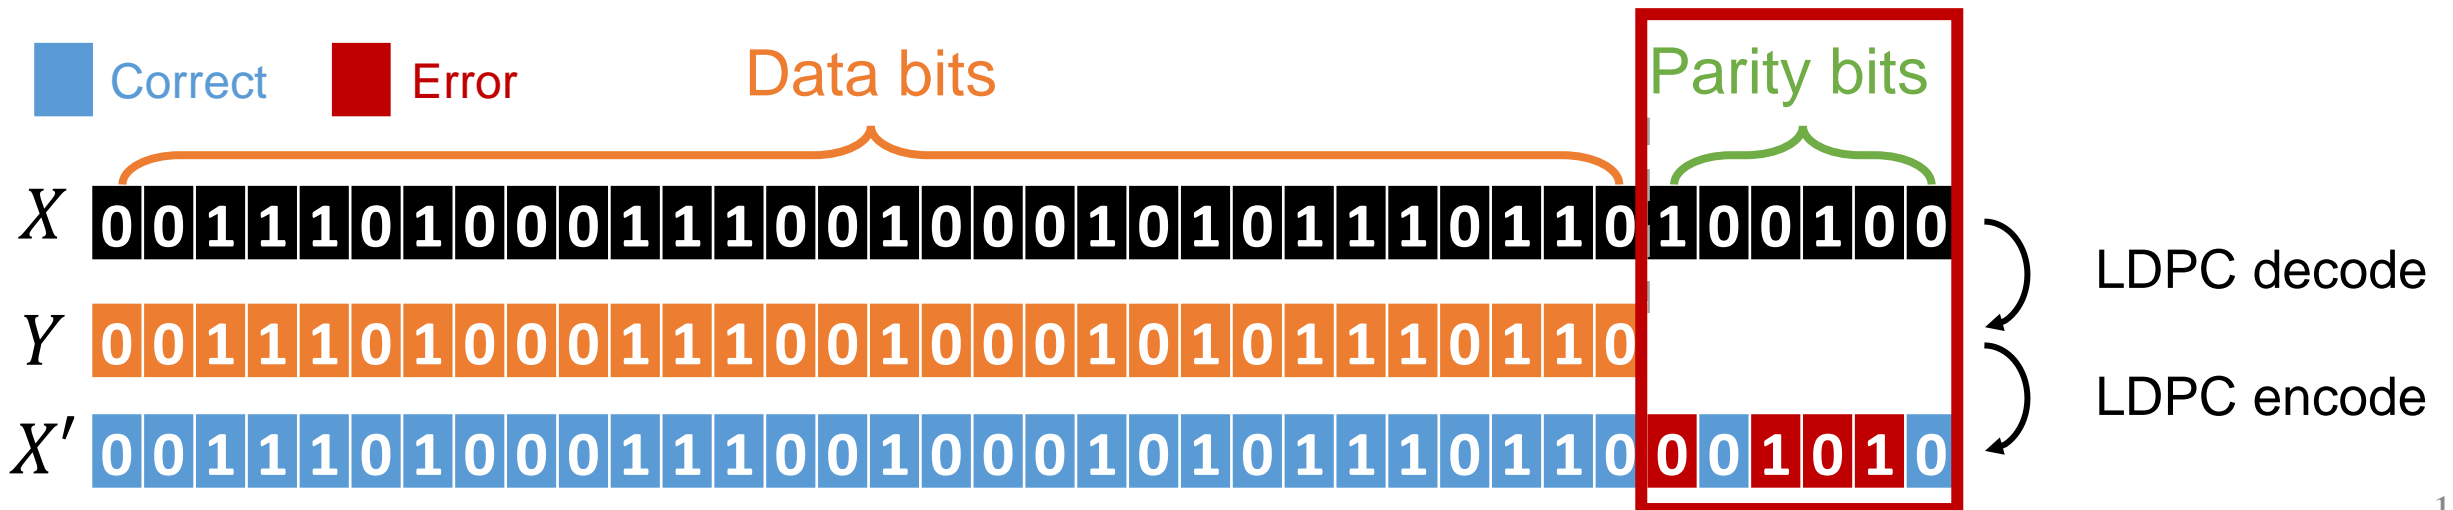 Correct Error Data bits Parity bits
X 0 0 1 1 1 0 1 0 0 0 1 1 1 0 0 1 0 0 0 1 0 1 0 1 1 1 0 1 1 0 1 0 0 1 0 0
LDPC decode
Y 0 0 1 1 1 0 1 0 0 0 1 1 1 0 0 1 0 0 0 1 0 1 0 1 1 1 0 1 1 0
LDPC encode
X′ 0 0 1 1 1 0 1 0 0 0 1 1 1 0 0 1 0 0 0 1 0 1 0 1 1 1 0 1 1 0 0 0 1 0 1 0